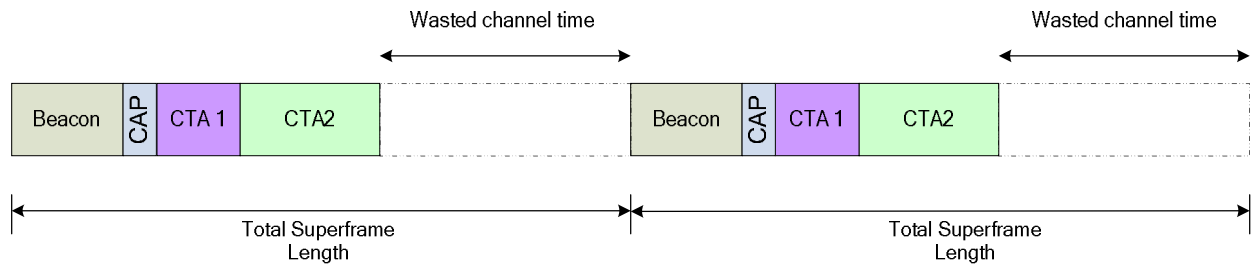 Wasted channel time
Wasted channel time
Beacon
CAP
CTA 1
CTA2
Beacon
CAP
CTA 1
CTA2
Total Superframe
Length
Total Superframe
Length